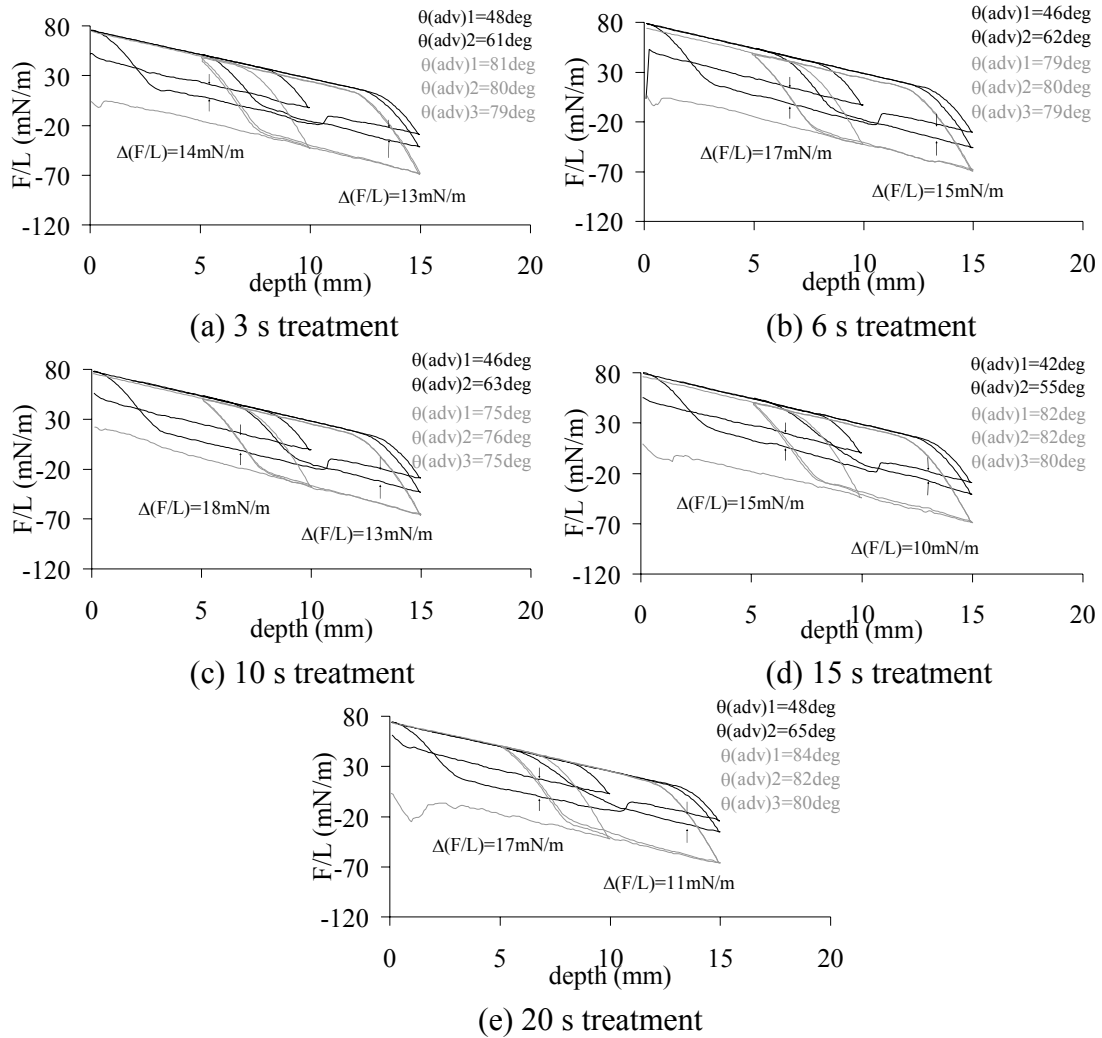 80
30
-20
-70
-120
F/L (mN/m)
θ(adv)1=48deg
θ(adv)2=61deg
θ(adv)1=81deg
θ(adv)2=80deg
θ(adv)3=79deg
Δ(F/L)=14mN/m
Δ(F/L)=13mN/m
0 5 10 15 20
depth (mm)
(a) 3 s treatment
80
30
-20
-70
-120
F/L (mN/m)
θ(adv)1=46deg
θ(adv)2=62deg
θ(adv)1=79deg
θ(adv)2=80deg
θ(adv)3=79deg
Δ(F/L)=17mN/m
Δ(F/L)=15mN/m
0 5 10 15 20
depth (mm)
(b) 6 s treatment
80
30
-20
-70
-120
F/L (mN/m)
θ(adv)1=46deg
θ(adv)2=63deg
θ(adv)1=75deg
θ(adv)2=76deg
θ(adv)3=75deg
Δ(F/L)=18mN/m
Δ(F/L)=13mN/m
0 5 10 15 20
depth (mm)
(c) 10 s treatment
80
30
-20
-70
-120
F/L (mN/m)
θ(adv)1=42deg
θ(adv)2=55deg
θ(adv)1=82deg
θ(adv)2=82deg
θ(adv)3=80deg
Δ(F/L)=15mN/m
Δ(F/L)=10mN/m
0 5 10 15 20
depth (mm)
(d) 15 s treatment
80
30
-20
-70
-120
F/L (mN/m)
θ(adv)1=48deg
θ(adv)2=65deg
θ(adv)1=84deg
θ(adv)2=82deg
θ(adv)3=80deg
Δ(F/L)=17mN/m
Δ(F/L)=11mN/m
0 5 10 15 20
depth (mm)
(e) 20 s treatment